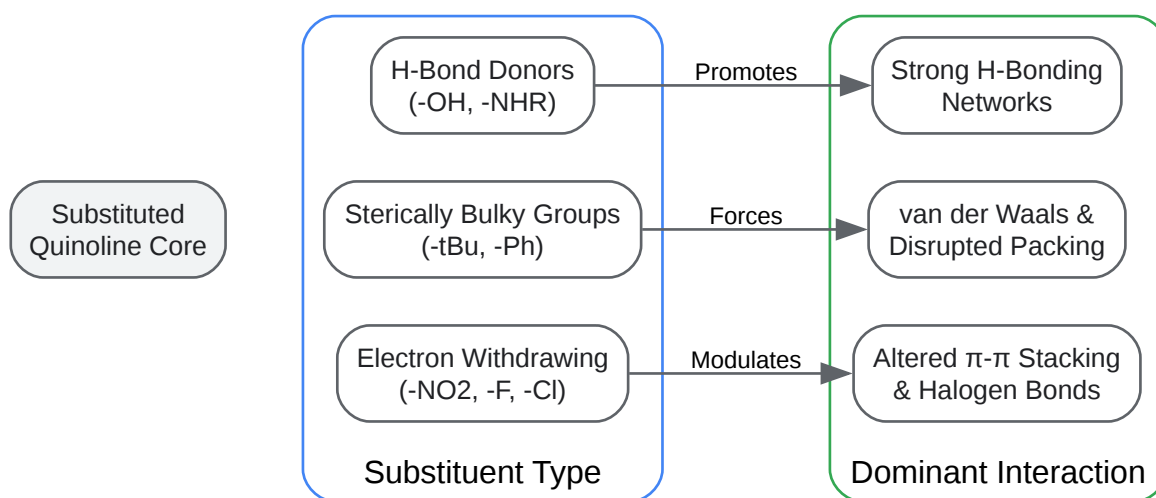 Substituted
Quinoline Core
H-Bond Donors
(-OH, -NHR)
Promotes
Strong H-Bonding
Networks
Sterically Bulky Groups
(-tBu, -Ph)
Forces
van der Waals &
Disrupted Packing
Electron Withdrawing
(-NO2, -F, -Cl)
Modulates
Altered π-π Stacking
& Halogen Bonds
Substituent Type
Dominant Interaction